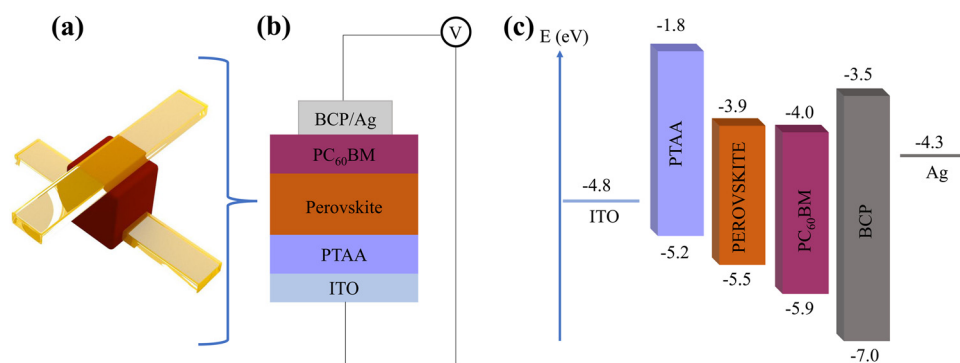 (a)
(b)
V
BCP/Ag
PC₆₀BM
Perovskite
PTAA
ITO
(c)
E (eV)
-4.8
ITO
-1.8
PTAA
-5.2
-3.9
PEROVSKITE
-5.5
-4.0
PC₆₀BM
-5.9
-3.5
BCP
-7.0
-4.3
Ag